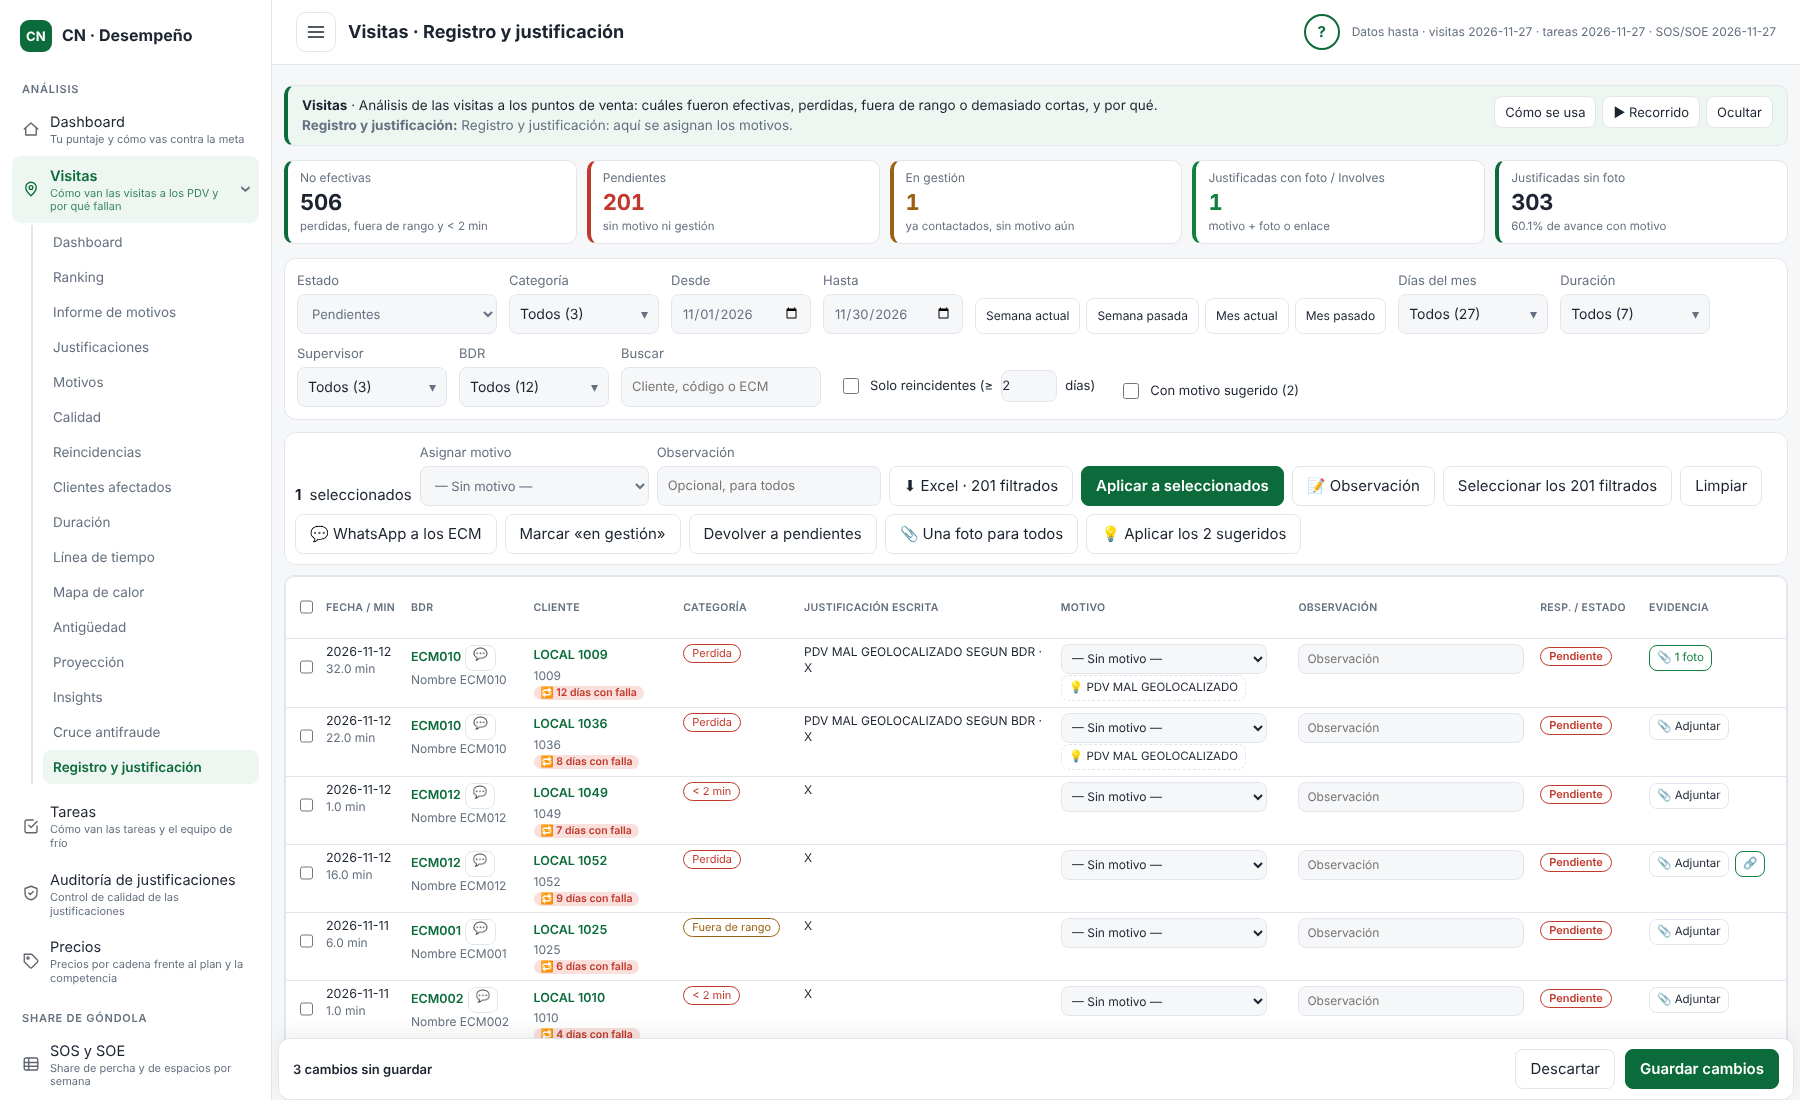 CN
CN · Desempeño
ANÁLISIS
Dashboard
Tu puntaje y cómo vas contra la meta
Visitas
Cómo van las visitas a los PDV y
por qué fallan
Dashboard
Ranking
Informe de motivos
Justificaciones
Motivos
Calidad
Reincidencias
Clientes afectados
Duración
Línea de tiempo
Mapa de calor
Antigüedad
Proyección
Insights
Cruce antifraude
Registro y justificación
Tareas
Cómo van las tareas y el equipo de
frío
Auditoría de justificaciones
Control de calidad de las
justificaciones
Precios
Precios por cadena frente al plan y la
competencia
SHARE DE GÓNDOLA
SOS y SOE
Share de percha y de espacios por
semana
Visitas · Registro y justificación
?
Datos hasta · visitas 2026-11-27 · tareas 2026-11-27 · SOS/SOE 2026-11-27
Visitas · Análisis de las visitas a los puntos de venta: cuáles fueron efectivas, perdidas, fuera de rango o demasiado cortas, y por qué.
Registro y justificación: Registro y justificación: aquí se asignan los motivos.
Cómo se usa
▶ Recorrido
Ocultar
No efectivas
506
perdidas, fuera de rango y < 2 min
Pendientes
201
sin motivo ni gestión
En gestión
1
ya contactados, sin motivo aún
Justificadas con foto / Involves
1
motivo + foto o enlace
Justificadas sin foto
303
60.1% de avance con motivo
Estado
Pendientes
Categoría
Todos (3)
Desde
11/01/2026
Hasta
11/30/2026
Semana actual
Semana pasada
Mes actual
Mes pasado
Días del mes
Todos (27)
Duración
Todos (7)
Supervisor
Todos (3)
BDR
Todos (12)
Buscar
Cliente, código o ECM
Solo reincidentes (≥ 2 días)
Con motivo sugerido (2)
1 seleccionados
Asignar motivo
— Sin motivo —
Observación
Opcional, para todos
⬇ Excel · 201 filtrados
Aplicar a seleccionados
📝 Observación
Seleccionar los 201 filtrados
Limpiar
💬 WhatsApp a los ECM
Marcar «en gestión»
Devolver a pendientes
📎 Una foto para todos
💡 Aplicar los 2 sugeridos
FECHA / MIN BDR CLIENTE CATEGORÍA JUSTIFICACIÓN ESCRITA MOTIVO OBSERVACIÓN RESP. / ESTADO EVIDENCIA
2026-11-12
32.0 min
ECM010 💬
Nombre ECM010
LOCAL 1009
1009
🔁 12 días con falla
Perdida
PDV MAL GEOLOCALIZADO SEGUN BDR ·
X
— Sin motivo —
💡 PDV MAL GEOLOCALIZADO
Observación
Pendiente
📎 1 foto
2026-11-12
22.0 min
ECM010 💬
Nombre ECM010
LOCAL 1036
1036
🔁 8 días con falla
Perdida
PDV MAL GEOLOCALIZADO SEGUN BDR ·
X
— Sin motivo —
💡 PDV MAL GEOLOCALIZADO
Observación
Pendiente
📎 Adjuntar
2026-11-12
1.0 min
ECM012 💬
Nombre ECM012
LOCAL 1049
1049
🔁 7 días con falla
< 2 min
X
— Sin motivo —
Observación
Pendiente
📎 Adjuntar
2026-11-12
16.0 min
ECM012 💬
Nombre ECM012
LOCAL 1052
1052
🔁 9 días con falla
Perdida
X
— Sin motivo —
Observación
Pendiente
📎 Adjuntar 🔗
2026-11-11
6.0 min
ECM001 💬
Nombre ECM001
LOCAL 1025
1025
🔁 6 días con falla
Fuera de rango
X
— Sin motivo —
Observación
Pendiente
📎 Adjuntar
2026-11-11
1.0 min
ECM002 💬
Nombre ECM002
LOCAL 1010
1010
🔁 4 días con falla
< 2 min
X
— Sin motivo —
Observación
Pendiente
📎 Adjuntar
3 cambios sin guardar
Descartar
Guardar cambios